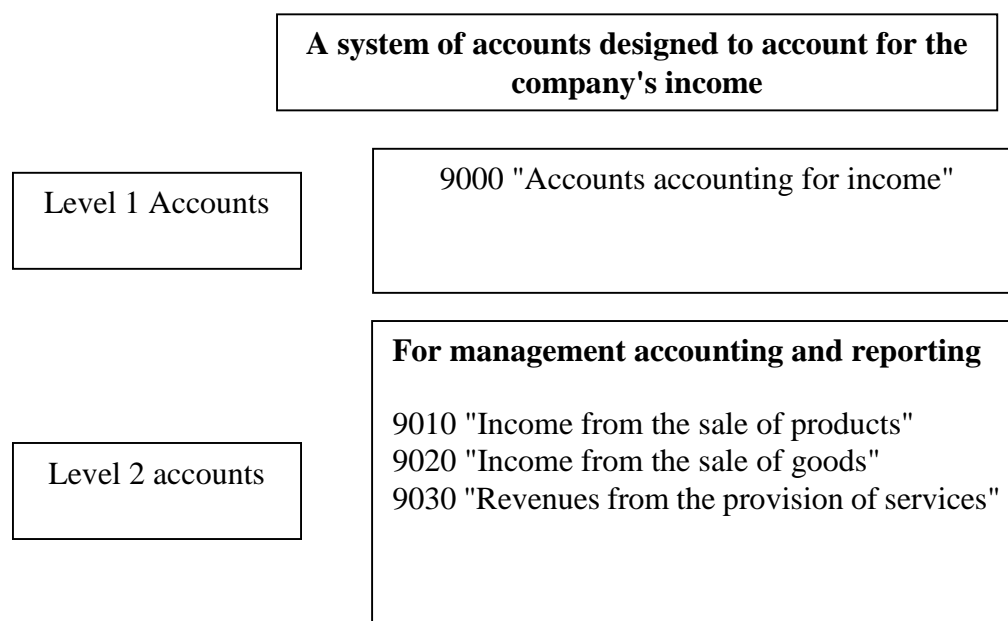 A system of accounts designed to account for the
company's income
Level 1 Accounts
9000 "Accounts accounting for income"
Level 2 accounts
For management accounting and reporting
9010 "Income from the sale of products"
9020 "Income from the sale of goods"
9030 "Revenues from the provision of services"